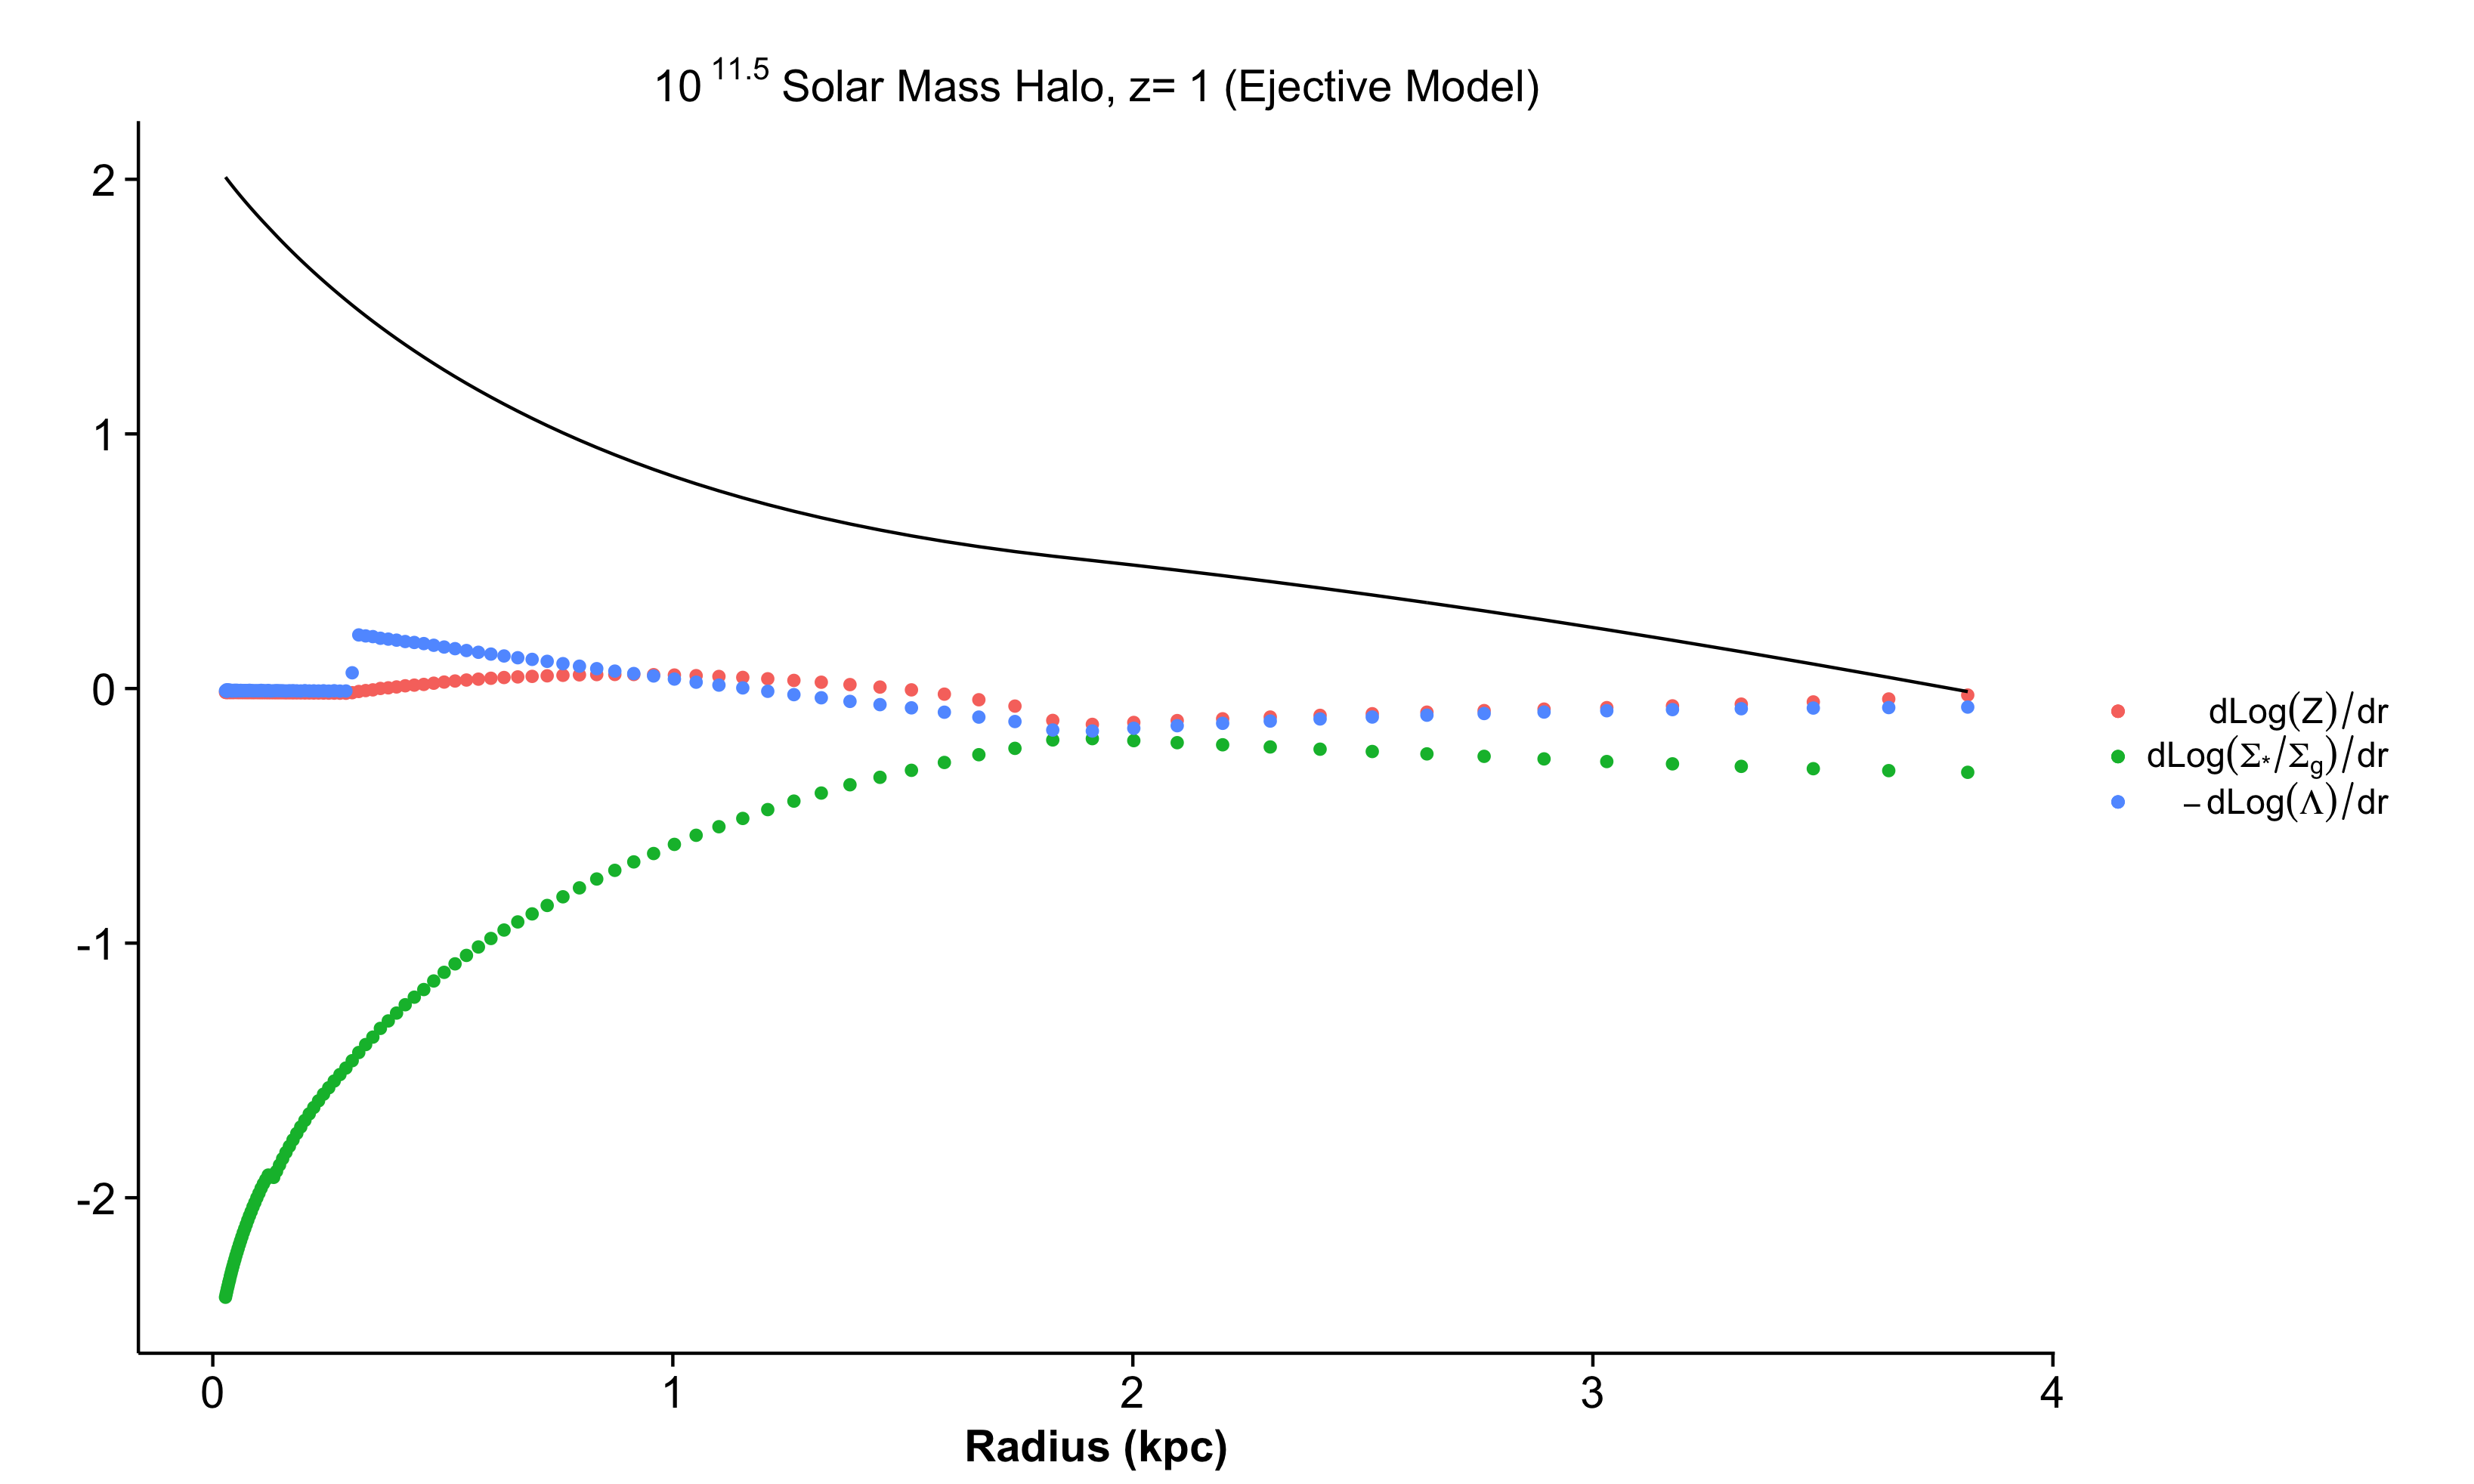 10 11.5 Solar Mass Halo, z= 1 (Ejective Model)
2
1
0
-1
-2
dLog(Z)/dr
dLog(Σ*/Σg)/dr
– dLog(Λ)/dr
0 1 2 3 4
Radius (kpc)